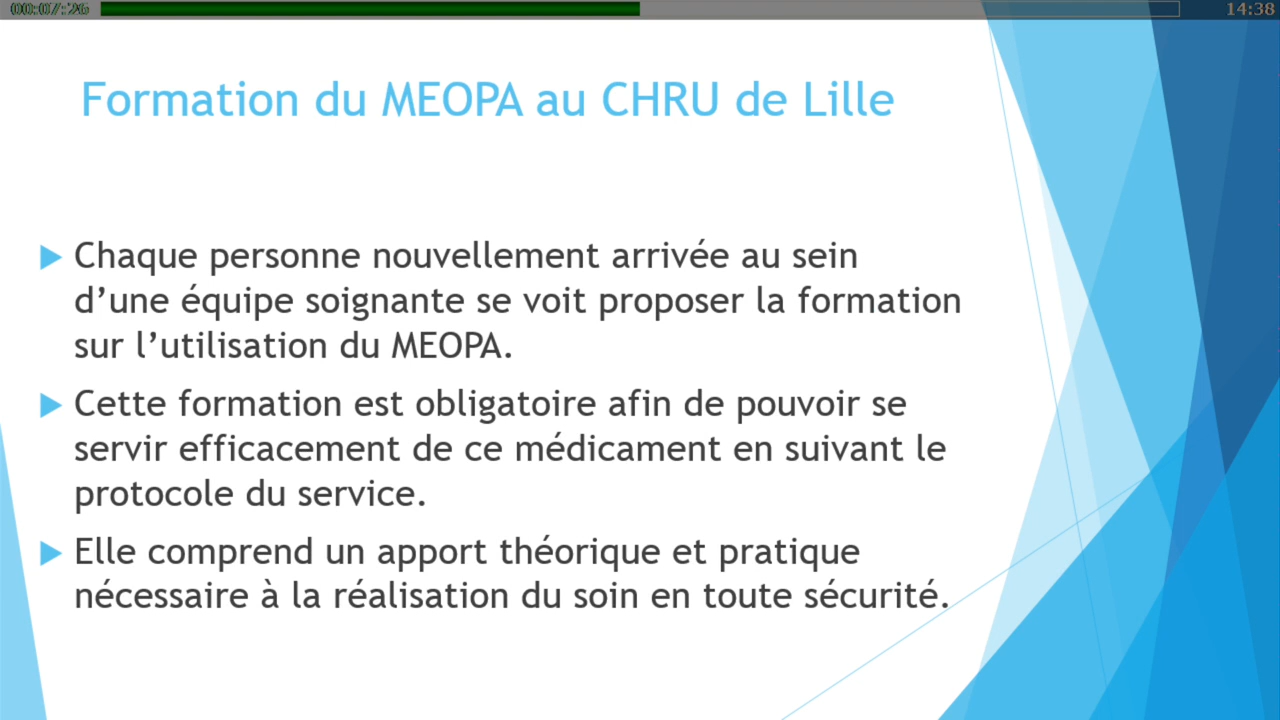 00:07:26
14:38
Formation du MEOPA au CHRU de Lille
Chaque personne nouvellement arrivée au sein
d’une équipe soignante se voit proposer la formation
sur l’utilisation du MEOPA.
Cette formation est obligatoire afin de pouvoir se
servir efficacement de ce médicament en suivant le
protocole du service.
Elle comprend un apport théorique et pratique
nécessaire à la réalisation du soin en toute sécurité.